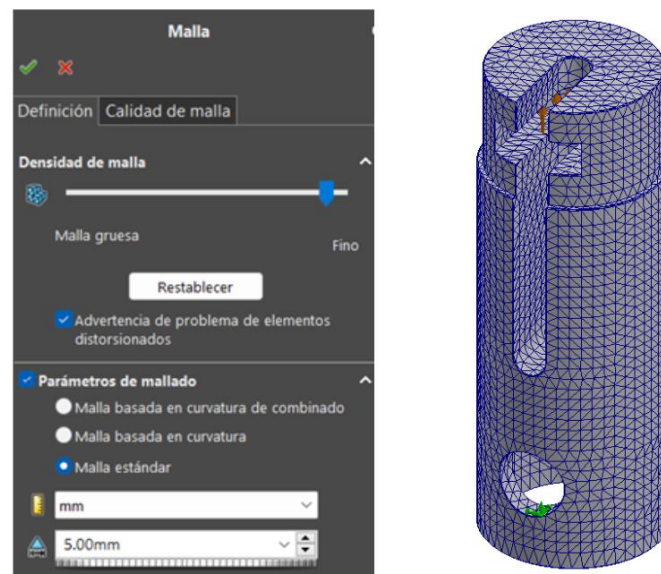 Malla
Definición Calidad de malla
Densidad de malla
Malla gruesa
Fino
Restablecer
Advertencia de problema de elementos
distorsionados
Parámetros de mallado
Malla basada en curvatura de combinado
Malla basada en curvatura
Malla estándar
mm
5.00mm